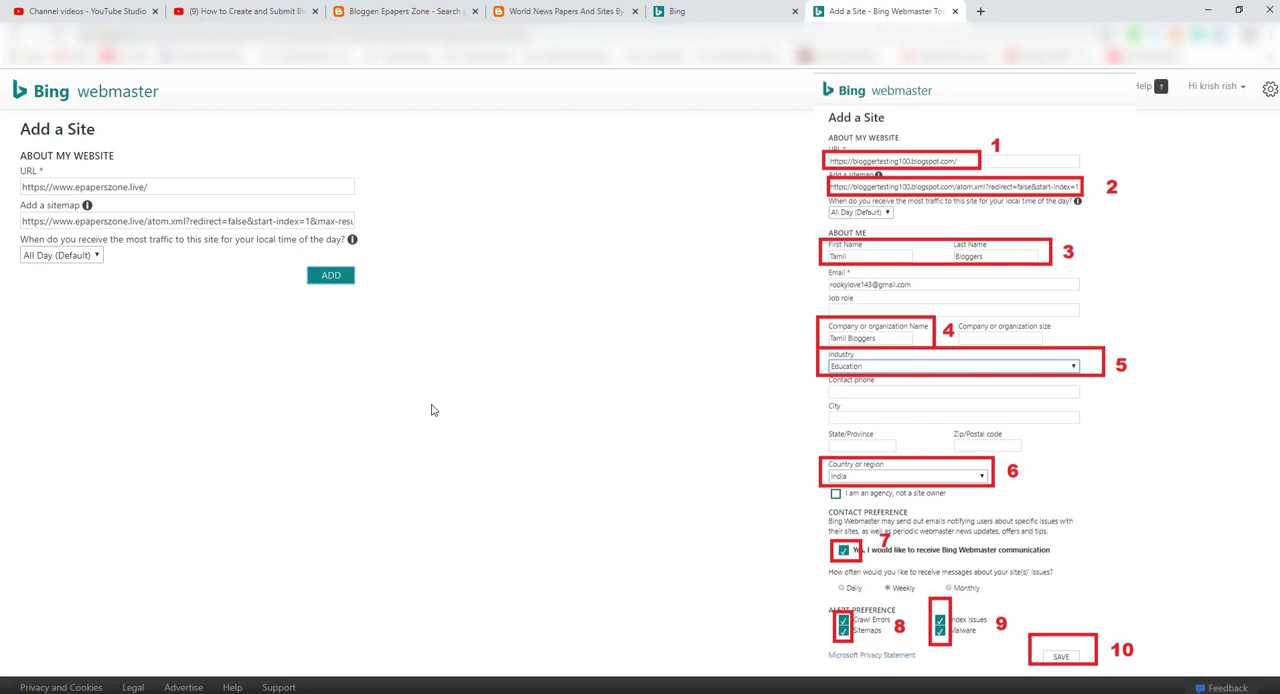 Channel videos - YouTube Studio
(9) How to Create and Submit Bl
Blogger: Epapers Zone - Search p
World News Papers And Sites By
Bing
Add a Site - Bing Webmaster Too
Bing webmaster
Add a Site
ABOUT MY WEBSITE
URL *
https://www.epaperszone.live/
Add a sitemap
https://www.epaperszone.live/atom.xml?redirect=false&start-index=1&max-resu
When do you receive the most traffic to this site for your local time of the day?
All Day (Default)
ADD
Bing webmaster
Help ?
Hi krish rish
Add a Site
ABOUT MY WEBSITE
URL *
1
https://bloggertesting100.blogspot.com/
Add a sitemap
2
https://bloggertesting100.blogspot.com/atom.xml?redirect=false&start-index=1
When do you receive the most traffic to this site for your local time of the day?
All Day (Default)
ABOUT ME
First Name Last Name
3
Tamil Bloggers
Email *
rookylove143@gmail.com
Job role
Company or organization Name 4 Company or organization size
Tamil Bloggers
Industry
5
Education
Contact phone
City
State/Province Zip/Postal code
Country or region
6
India
I am an agency, not a site owner
CONTACT PREFERENCE
Bing Webmaster may send out emails notifying users about specific issues with
their sites, as well as periodic webmaster news updates, offers and tips.
7
Yes, I would like to receive Bing Webmaster communication
How often would you like to receive messages about your site(s)' issues?
Daily Weekly Monthly
ALERT PREFERENCE
Crawl Errors Index Issues
8 9
Sitemaps Malware
Microsoft Privacy Statement
SAVE
10
Privacy and Cookies Legal Advertise Help Support
Feedback